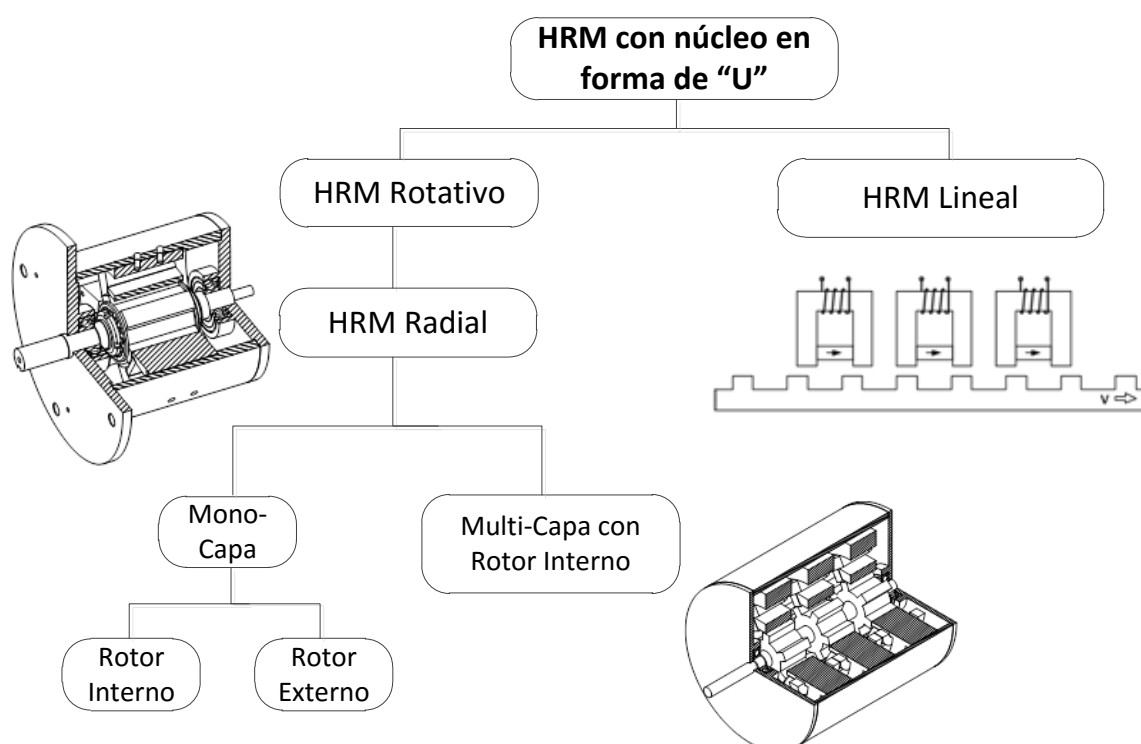 HRM con núcleo en
forma de “U”
HRM Rotativo
HRM Lineal
HRM Radial
V
Mono-
Capa
Multi-Capa con
Rotor Interno
Rotor
Interno
Rotor
Externo